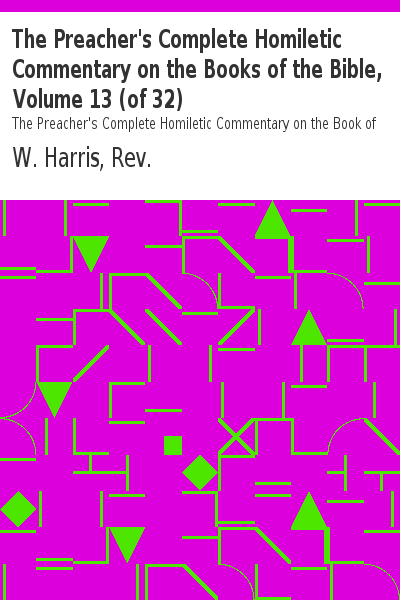 The Preacher's Complete Homiletic
Commentary on the Books of the Bible,
Volume 13 (of 32)
The Preacher's Complete Homiletic Commentary on the Book of
W. Harris, Rev.